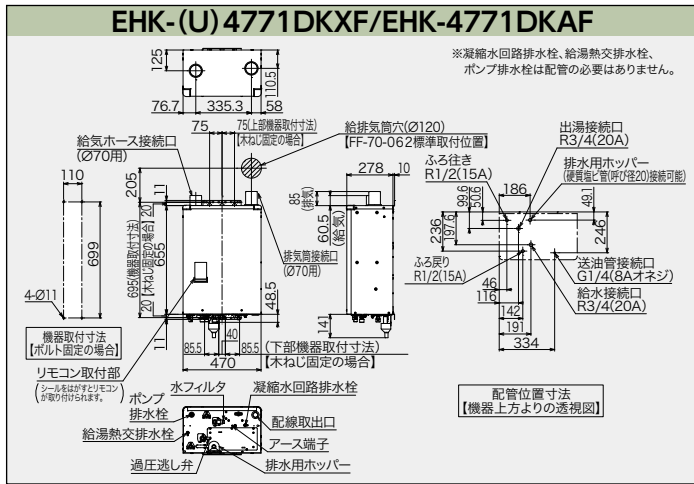 EHK-(U)4771DKXF/EHK-4771DKAF
※凝縮水回路排水栓、給湯熱交排水栓、
ポンプ排水栓は配管の必要はありません。
125
110.5
76.7
335.3
58
75
75(上部機器取付寸法)
【木ねじ固定の場合】
給気ホース接続口
(Ø70用)
給排気筒穴(Ø120)
【FF-70-062標準取付位置】
110
699
4-Ø11
機器取付寸法
【ボルト固定の場合】
205
11
695(機器取付寸法)
20【木ねじ固定の場合】20
655
11
排気筒接続口
(Ø70用)
48.5
40
85.5
85.5
(下部機器取付寸法)
【木ねじ固定の場合】
470
リモコン取付部
(シールをはがすとリモコン
が取り付けられます。)
278
10
85
(排気)
60.5
(給気)
141
出湯接続口
R3/4(20A)
ふろ往き
R1/2(15A)
排水用ホッパー
(硬質塩ビ管(呼び径20)接続可能)
99.6
50.6
186
49.1
236
197.6
246
ふろ戻り
R1/2(15A)
送油管接続口
G1/4(8Aオネジ)
給水接続口
R3/4(20A)
46
116
142
191
334
配管位置寸法
【機器上方よりの透視図】
ポンプ
排水栓
水フィルタ
凝縮水回路排水栓
配線取出口
給湯熱交排水栓
アース端子
過圧逃し弁
排水用ホッパー